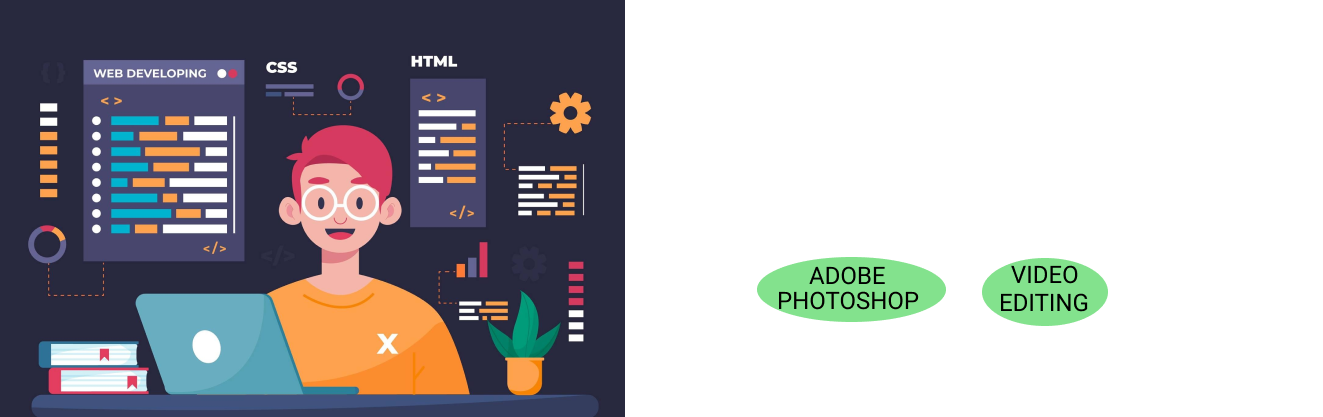 CSS
HTML
WEB DEVELOPING
< >
< >
</>
</>
</>
{ }
X
ADOBE
PHOTOSHOP
VIDEO
EDITING